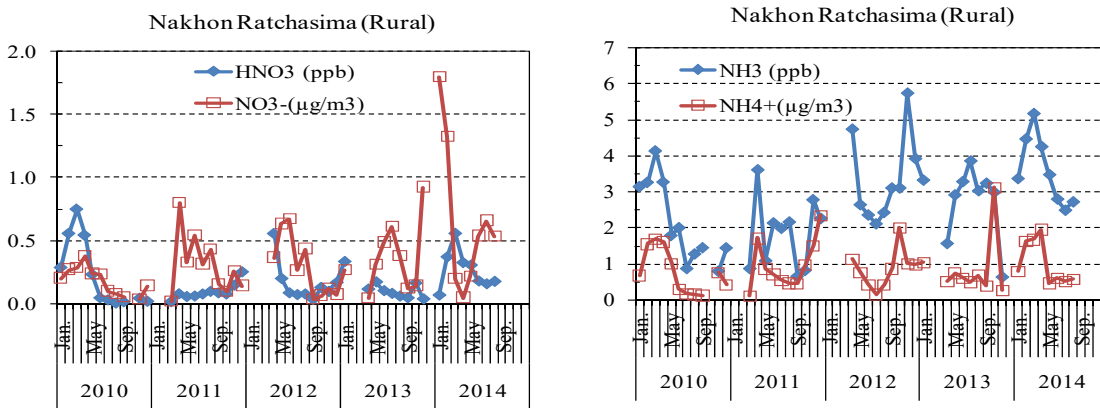 Nakhon Ratchasima (Rural)
2.0
1.5
1.0
0.5
0.0
HNO3 (ppb)
NO3-(µg/m3)
Jan.
May
Sep.
Jan.
May
Sep.
Jan.
May
Sep.
Jan.
May
Sep.
Jan.
May
Sep.
2010
2011
2012
2013
2014
Nakhon Ratchasima (Rural)
7
6
5
4
3
2
1
0
NH3 (ppb)
NH4+(µg/m3)
Jan.
May
Sep.
Jan.
May
Sep.
Jan.
May
Sep.
Jan.
May
Sep.
Jan.
May
Sep.
2010
2011
2012
2013
2014